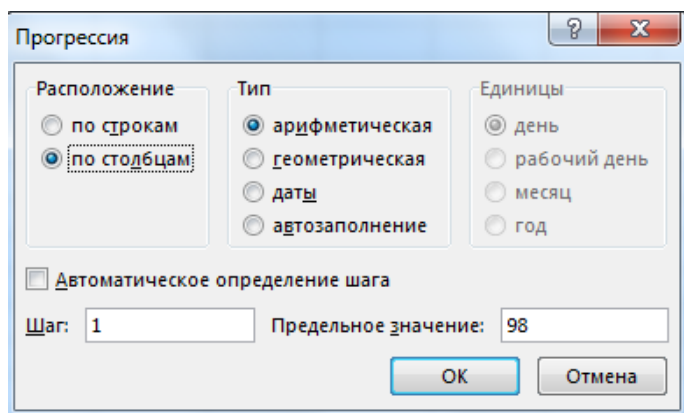 Прогрессия
Расположение Тип Единицы
по строкам арифметическая день
по столбцам геометрическая рабочий день
даты месяц
автозаполнение год
Автоматическое определение шага
Шаг: 1 Предельное значение: 98
ОК Отмена